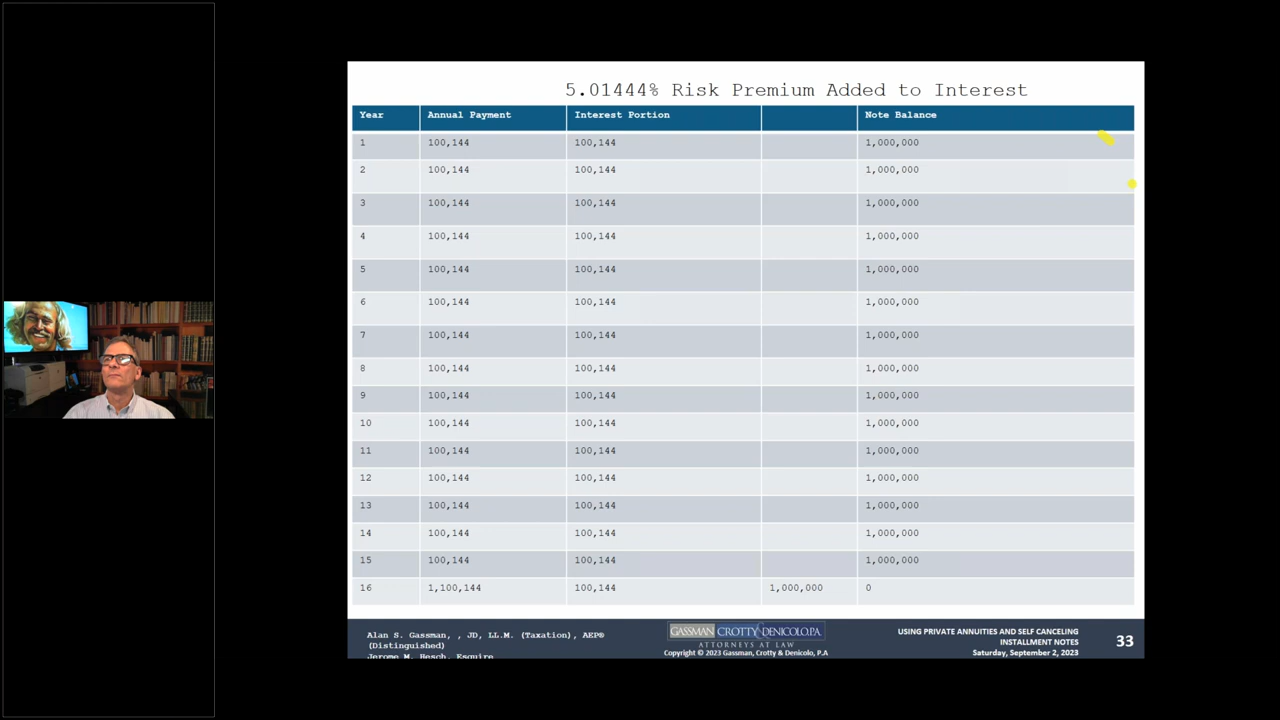 5.01444% Risk Premium Added to Interest
Year Annual Payment Interest Portion Note Balance
1 100,144 100,144 1,000,000
2 100,144 100,144 1,000,000
3 100,144 100,144 1,000,000
4 100,144 100,144 1,000,000
5 100,144 100,144 1,000,000
6 100,144 100,144 1,000,000
7 100,144 100,144 1,000,000
8 100,144 100,144 1,000,000
9 100,144 100,144 1,000,000
10 100,144 100,144 1,000,000
11 100,144 100,144 1,000,000
12 100,144 100,144 1,000,000
13 100,144 100,144 1,000,000
14 100,144 100,144 1,000,000
15 100,144 100,144 1,000,000
16 1,100,144 100,144 1,000,000 0
Alan S. Gassman, , JD, LL.M. (Taxation), AEP®
(Distinguished)
Jerome M. Hesch, Esquire
GASSMAN CROTTY & DENICOLO, P.A.
ATTORNEYS AT LAW
Copyright © 2023 Gassman, Crotty & Denicolo, P.A
USING PRIVATE ANNUITIES AND SELF CANCELING
INSTALLMENT NOTES
Saturday, September 2, 2023
33